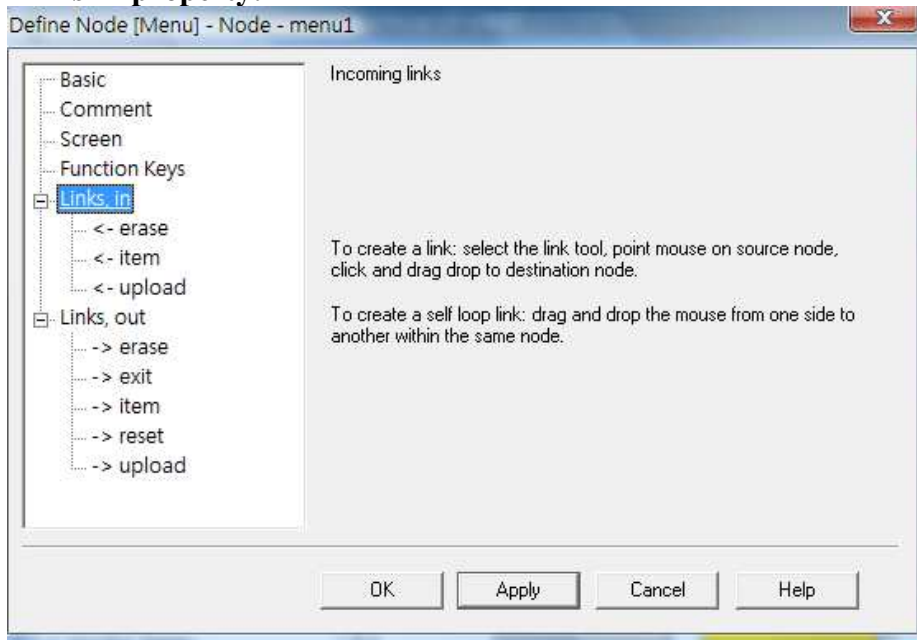 Define Node [Menu] - Node - menu1
Basic
Comment
Screen
Function Keys
Links, in
<- erase
<- item
<- upload
Links, out
-> erase
-> exit
-> item
-> reset
-> upload
Incoming links
To create a link: select the link tool, point mouse on source node,
click and drag drop to destination node.
To create a self loop link: drag and drop the mouse from one side to
another within the same node.
OK
Apply
Cancel
Help